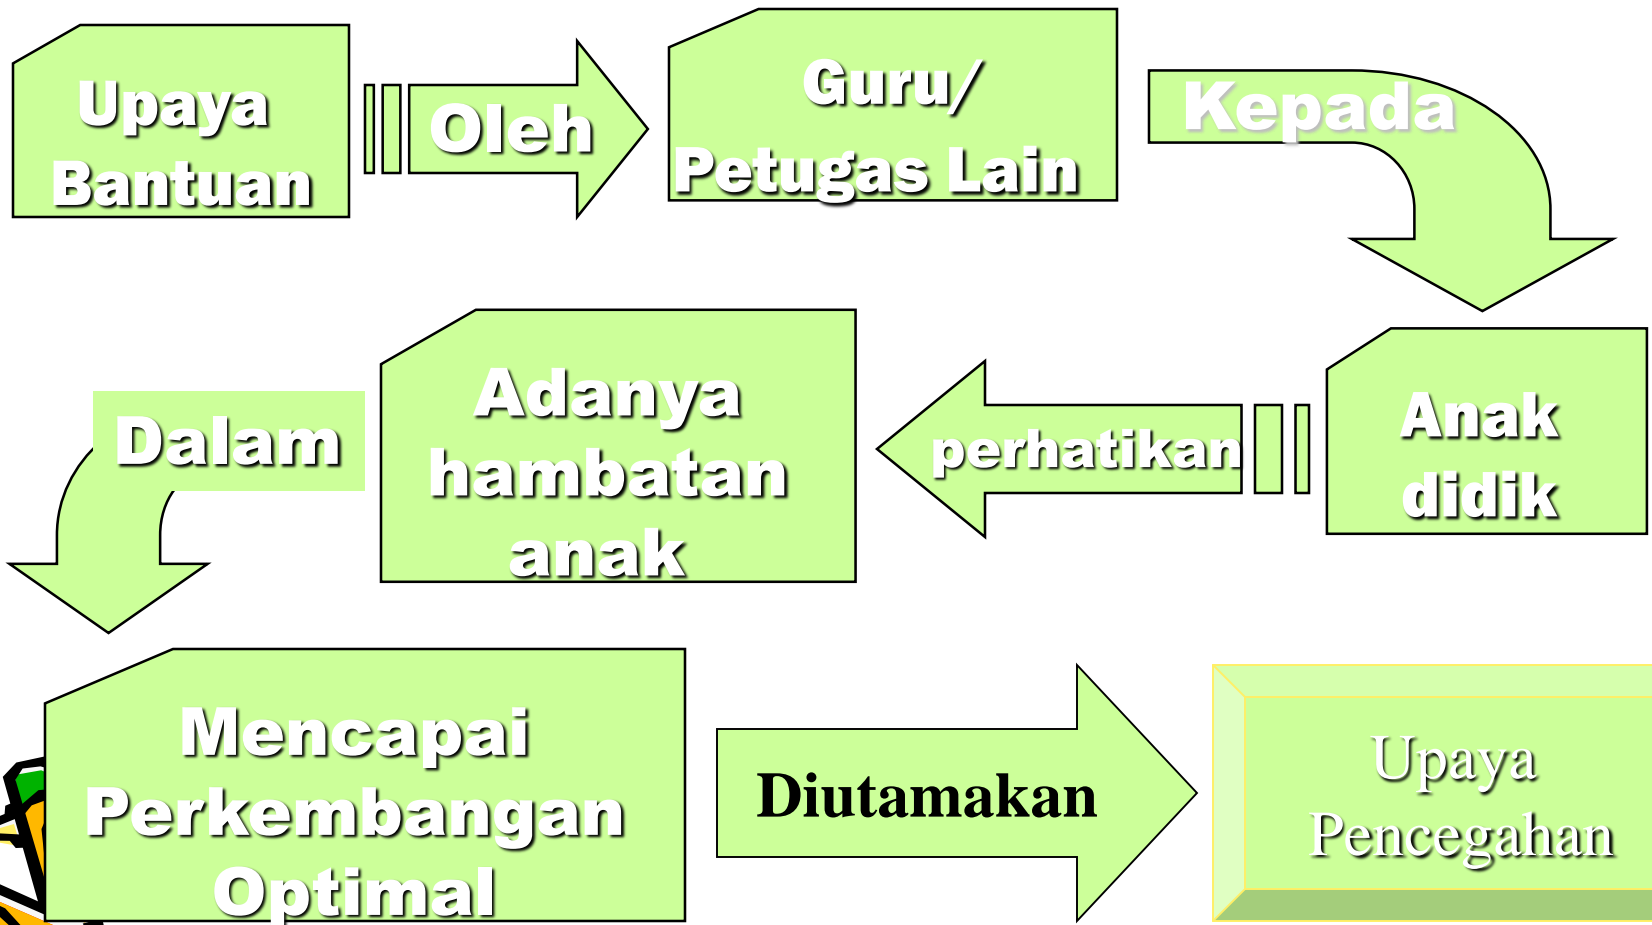 Upaya
Bantuan
Oleh
Guru/
Petugas Lain
Kepada
Anak
didik
perhatikan
Adanya
hambatan
anak
Dalam
Mencapai
Perkembangan
Optimal
Diutamakan
Upaya
Pencegahan